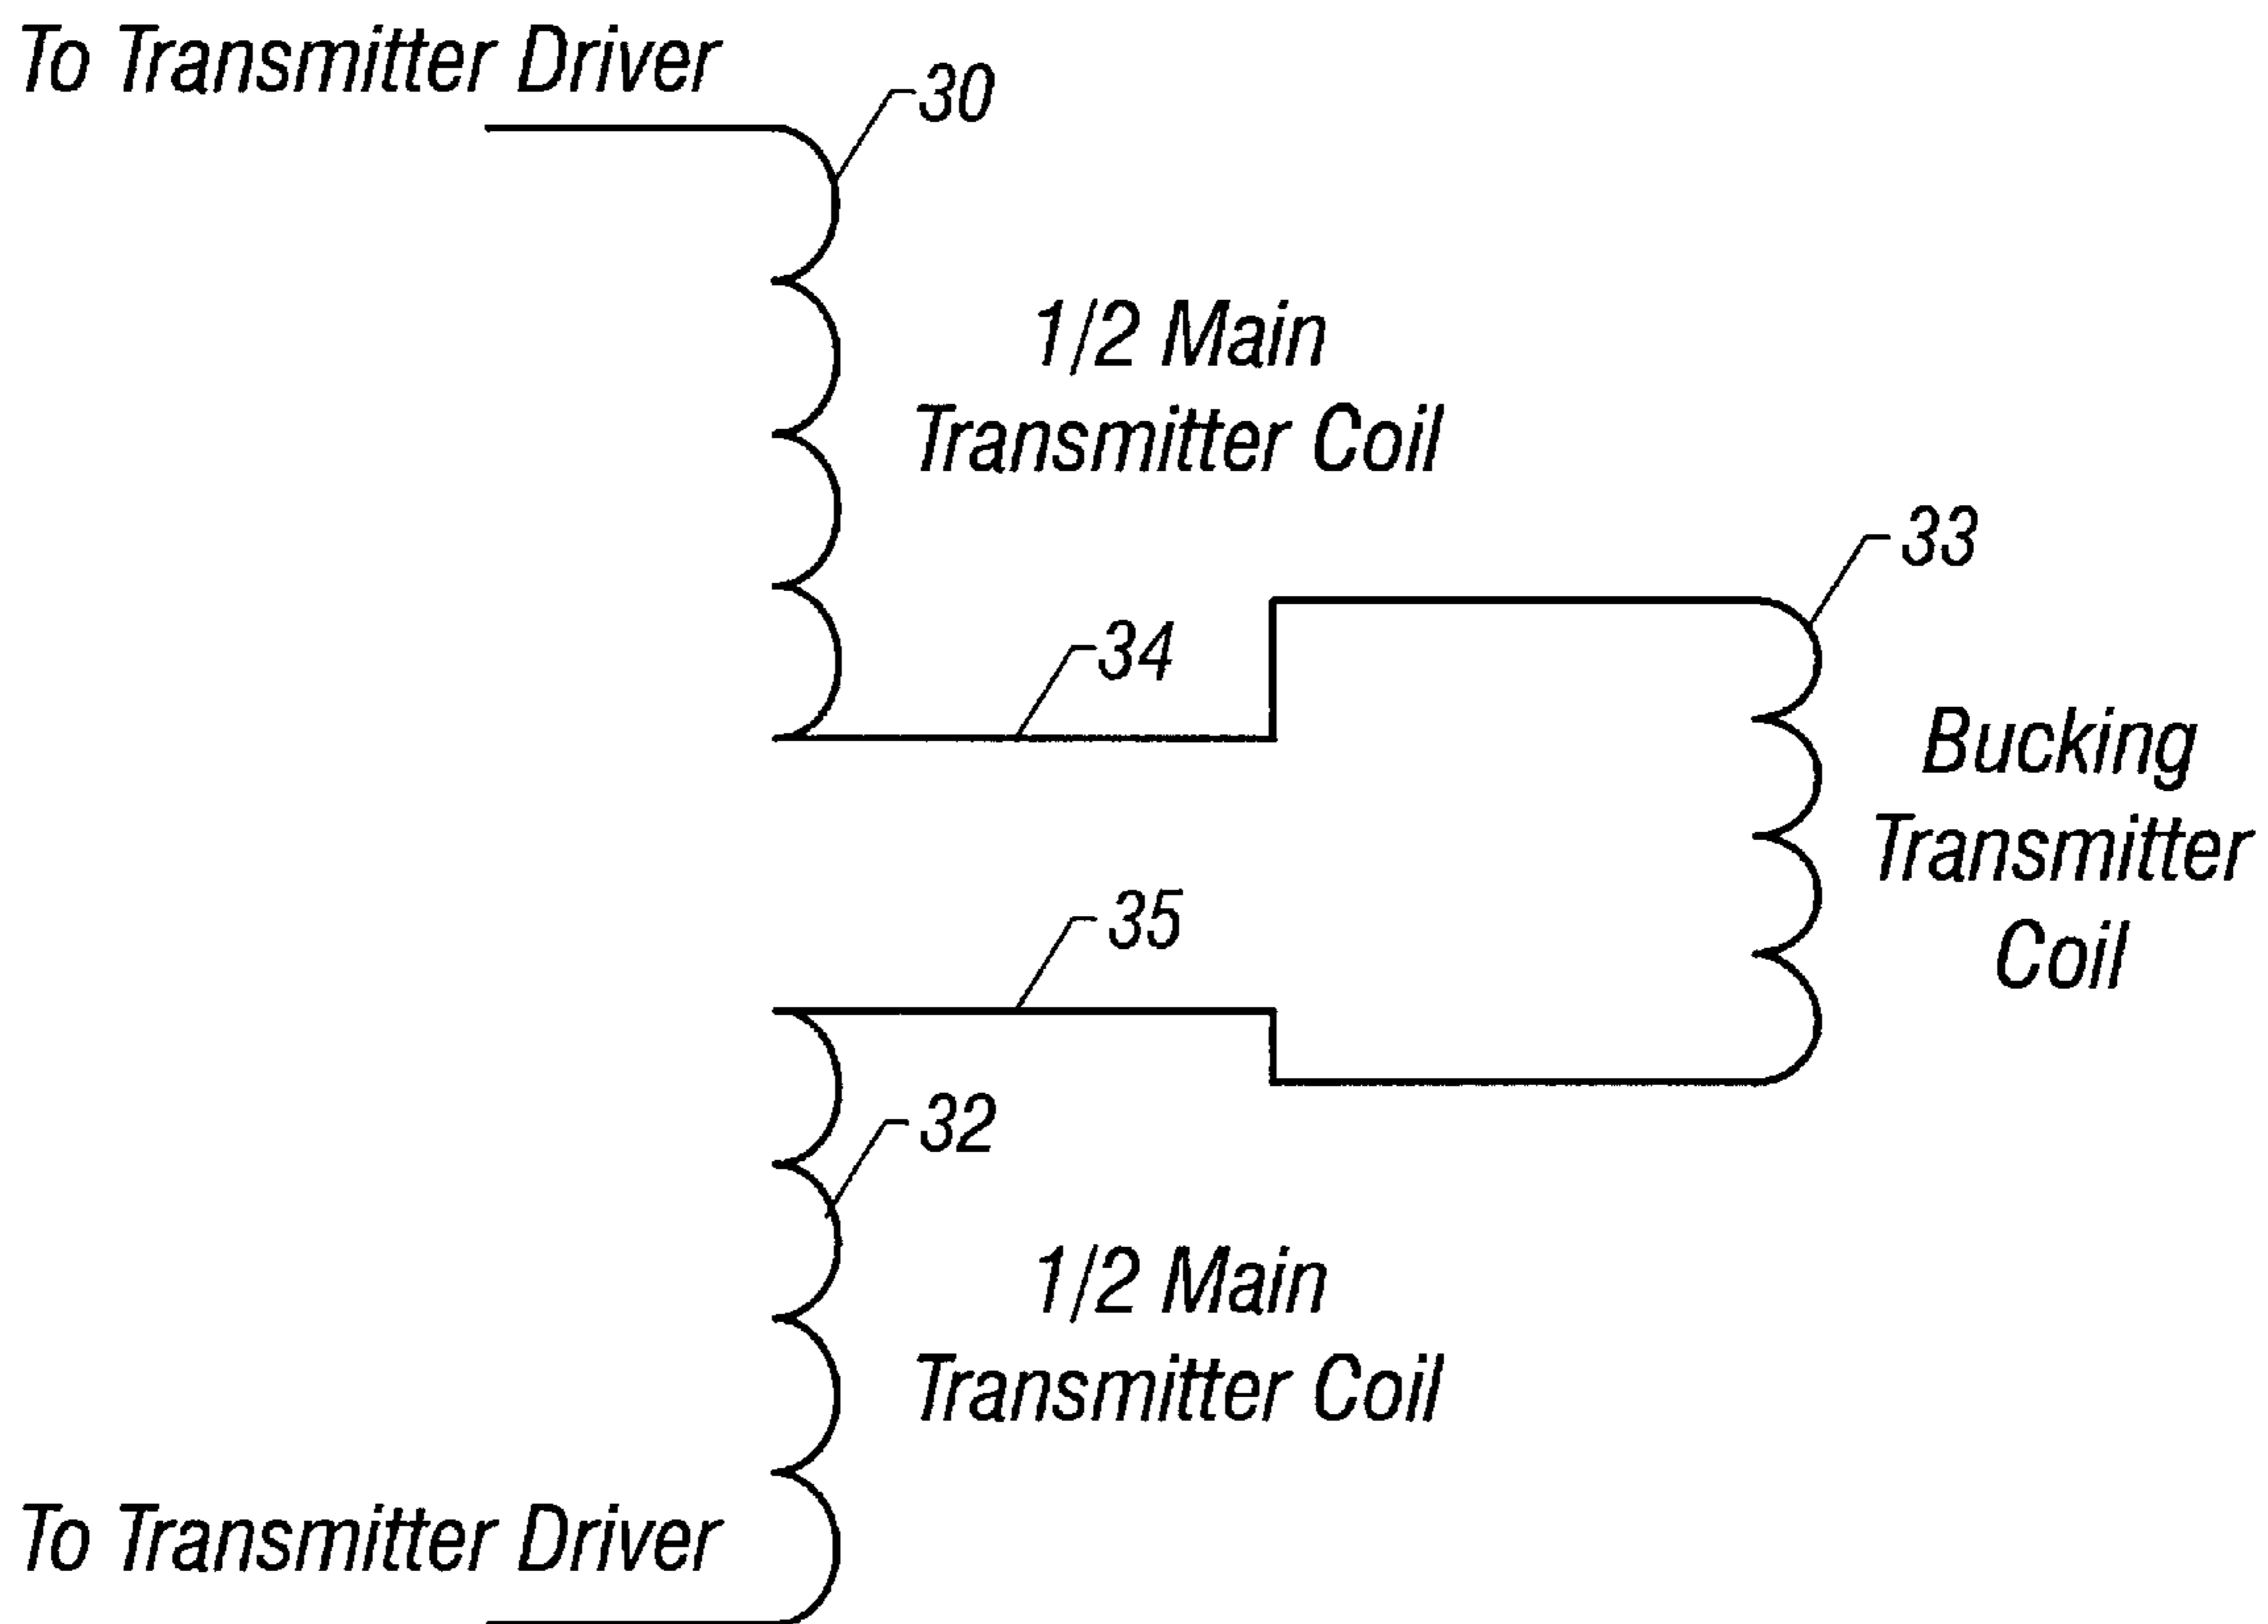 To Transmitter Driver
30
1/2 Main
Transmitter Coil
33
34
Bucking
Transmitter
Coil
35
32
1/2 Main
Transmitter Coil
To Transmitter Driver